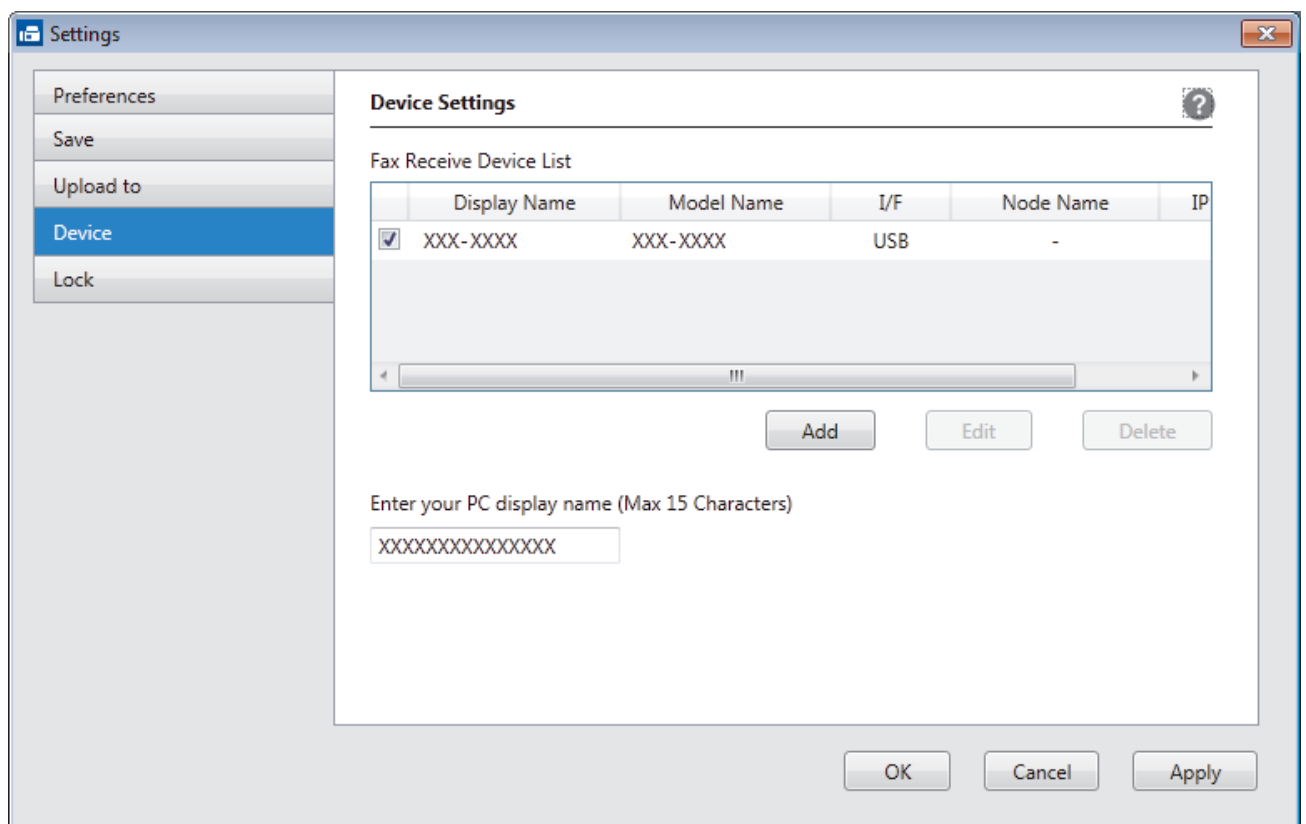 Settings
Preferences
Save
Upload to
Device
Lock
Device Settings
?
Fax Receive Device List
Display Name Model Name I/F Node Name IP
XXX-XXXX XXX-XXXX USB -
Add Edit Delete
Enter your PC display name (Max 15 Characters)
XXXXXXXXXXXXXXX
OK Cancel Apply